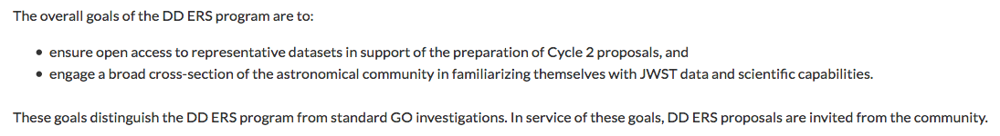 The overall goals of the DD ERS program are to:
• ensure open access to representative datasets in support of the preparation of Cycle 2 proposals, and
• engage a broad cross-section of the astronomical community in familiarizing themselves with JWST data and scientific capabilities.
These goals distinguish the DD ERS program from standard GO investigations. In service of these goals, DD ERS proposals are invited from the community.